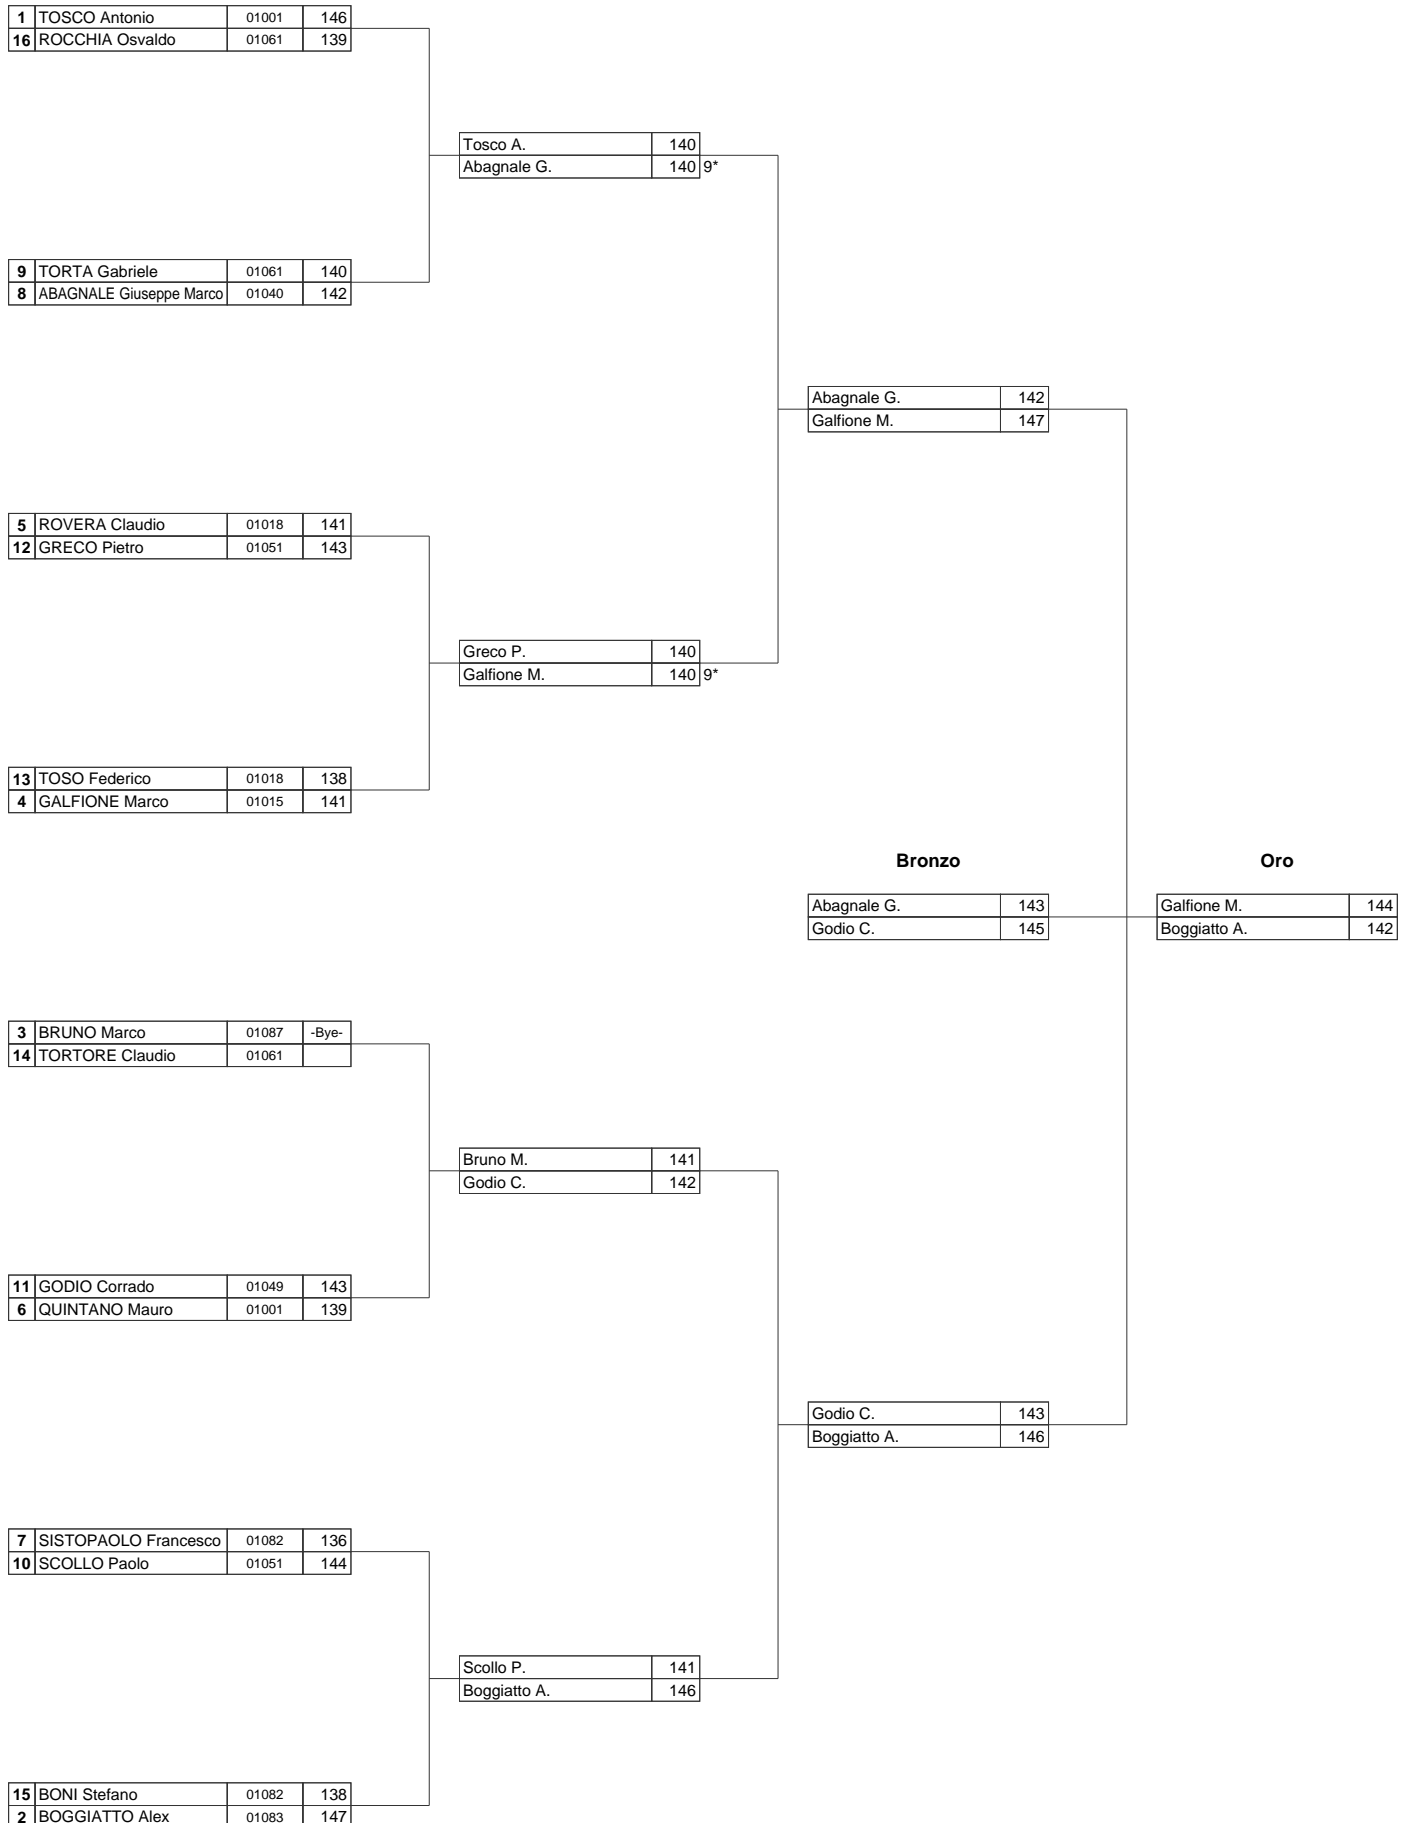 1 TOSCO Antonio 01001 146
16 ROCCHIA Osvaldo 01061 139
Tosco A. 140
Abagnale G. 140 9*
9 TORTA Gabriele 01061 140
8 ABAGNALE Giuseppe Marco 01040 142
Abagnale G. 142
Galfione M. 147
5 ROVERA Claudio 01018 141
12 GRECO Pietro 01051 143
Greco P. 140
Galfione M. 140 9*
13 TOSO Federico 01018 138
4 GALFIONE Marco 01015 141
Bronzo Oro
Abagnale G. 143 Galfione M. 144
Godio C. 145 Boggiatto A. 142
3 BRUNO Marco 01087 -Bye-
14 TORTORE Claudio 01061
Bruno M. 141
Godio C. 142
11 GODIO Corrado 01049 143
6 QUINTANO Mauro 01001 139
Godio C. 143
Boggiatto A. 146
7 SISTOPAOLO Francesco 01082 136
10 SCOLLO Paolo 01051 144
Scollo P. 141
Boggiatto A. 146
15 BONI Stefano 01082 138
2 BOGGIATTO Alex 01083 147